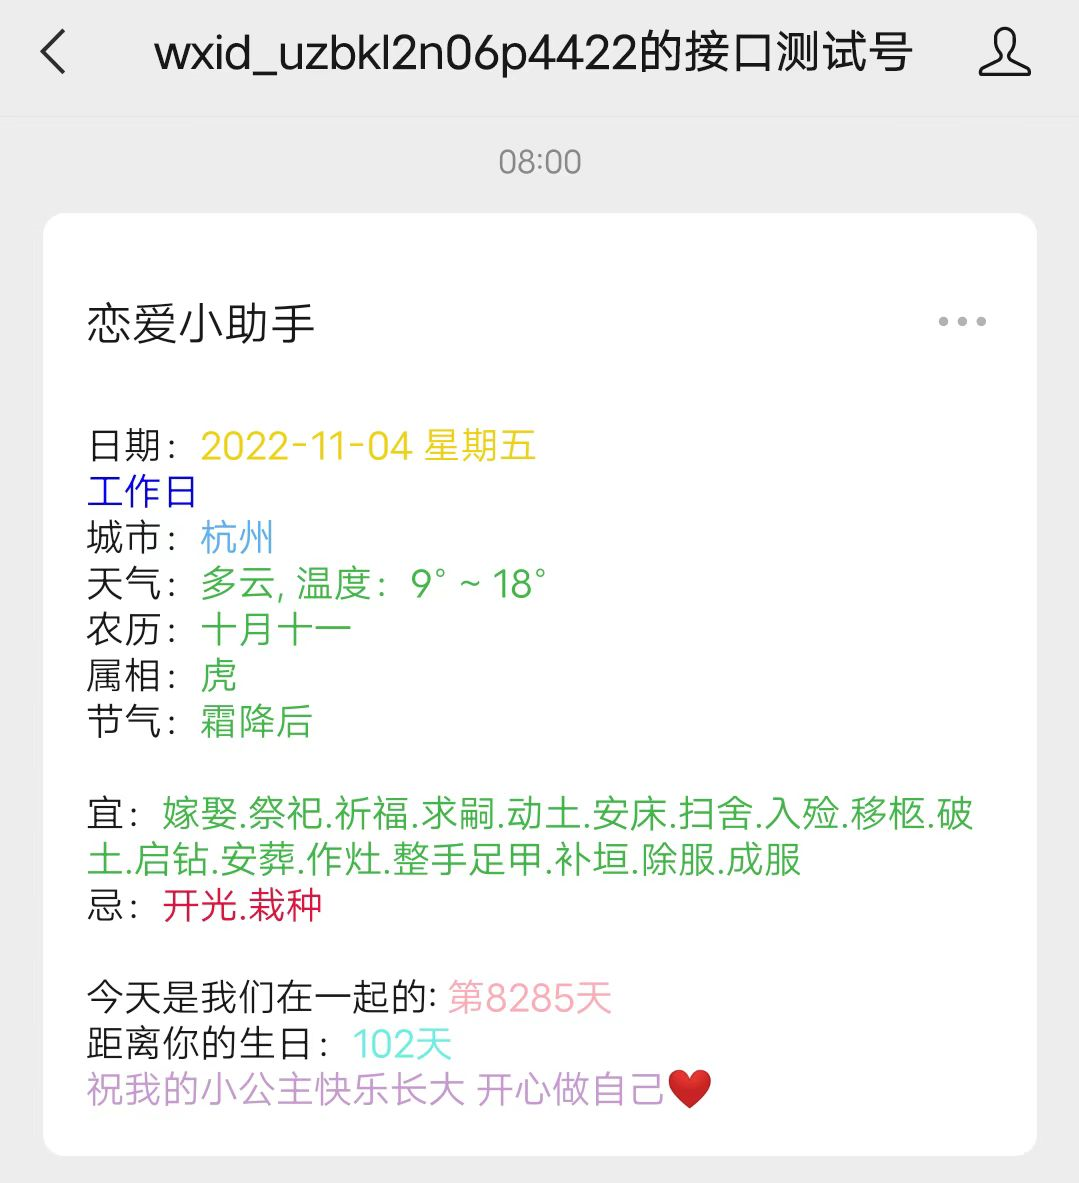 wxid_uzbkl2n06p4422的接口测试号
08:00
恋爱小助手
日期：2022-11-04 星期五
工作日
城市：杭州
天气：多云, 温度：9° ~ 18°
农历：十月十一
属相：虎
节气：霜降后
宜：嫁娶.祭祀.祈福.求嗣.动土.安床.扫舍.入殓.移柩.破
土.启钻.安葬.作灶.整手足甲.补垣.除服.成服
忌：开光.栽种
今天是我们在一起的: 第8285天
距离你的生日：102天
祝我的小公主快乐长大 开心做自己❤️